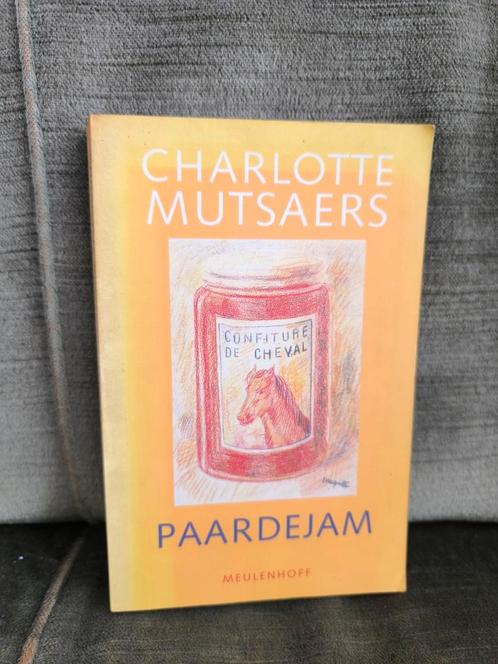 CHARLOTTE
MUTSAERS
CONFITURE
DE CHEVAL
PAARDEJAM
MEULENHOFF